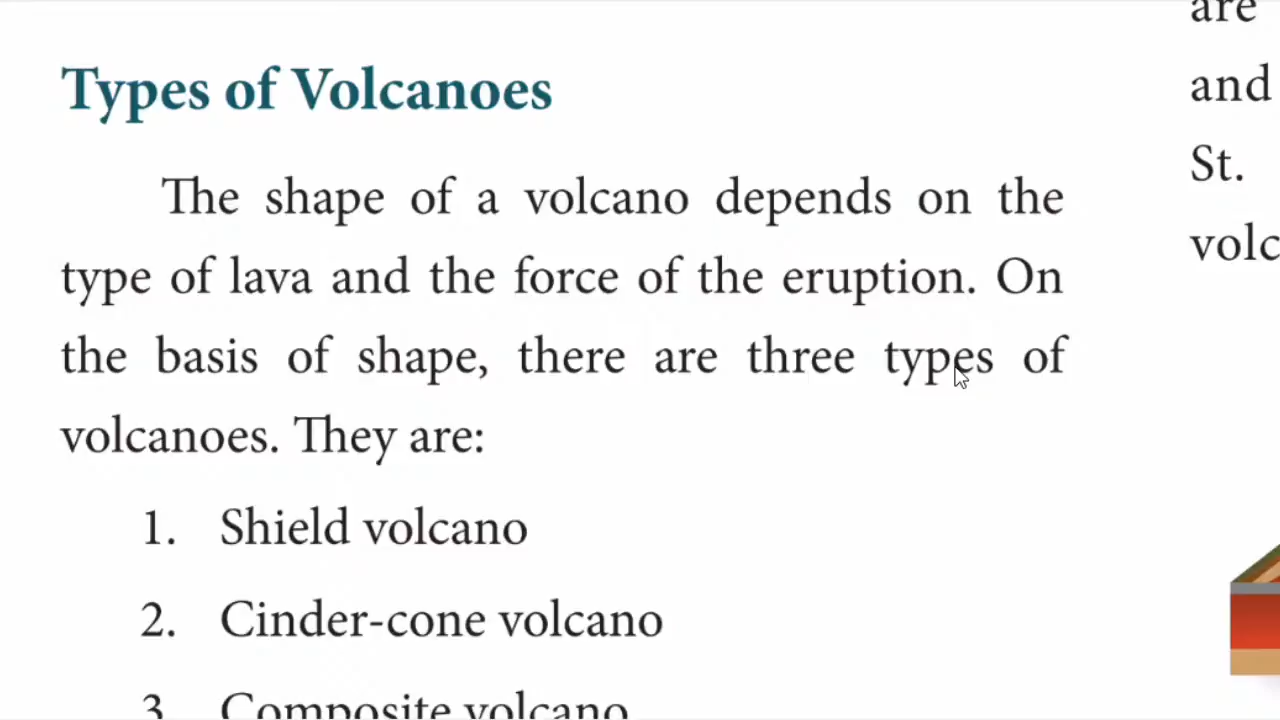 Types of Volcanoes
The shape of a volcano depends on the
type of lava and the force of the eruption. On
the basis of shape, there are three types of
volcanoes. They are:
1. Shield volcano
2. Cinder-cone volcano
3. Composite volcano
are
and
St.